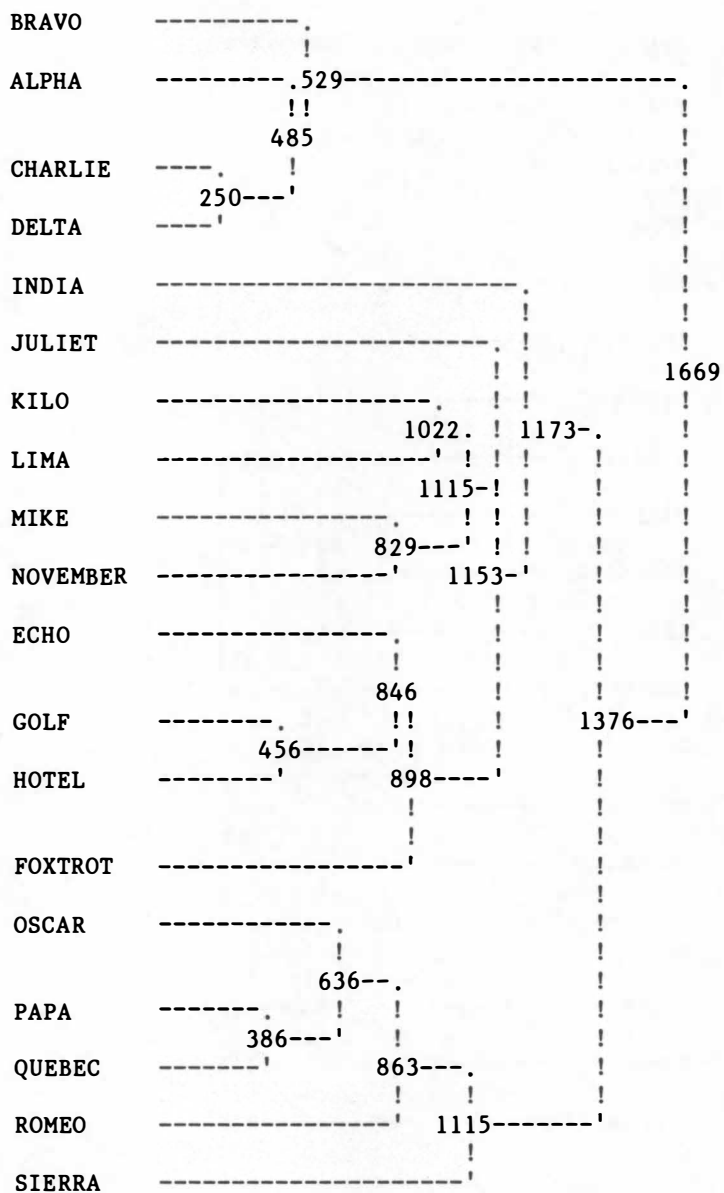 BRAVO
ALPHA 529
485
CHARLIE
250
DELTA
INDIA
JULIET
1669
KILO
1022 1173
LIMA
1115
MIKE
829
NOVEMBER 1153
ECHO
846
GOLF 1376
456
HOTEL 898
FOXTROT
OSCAR
636
PAPA
386
QUEBEC 863
ROMEO 1115
SIERRA